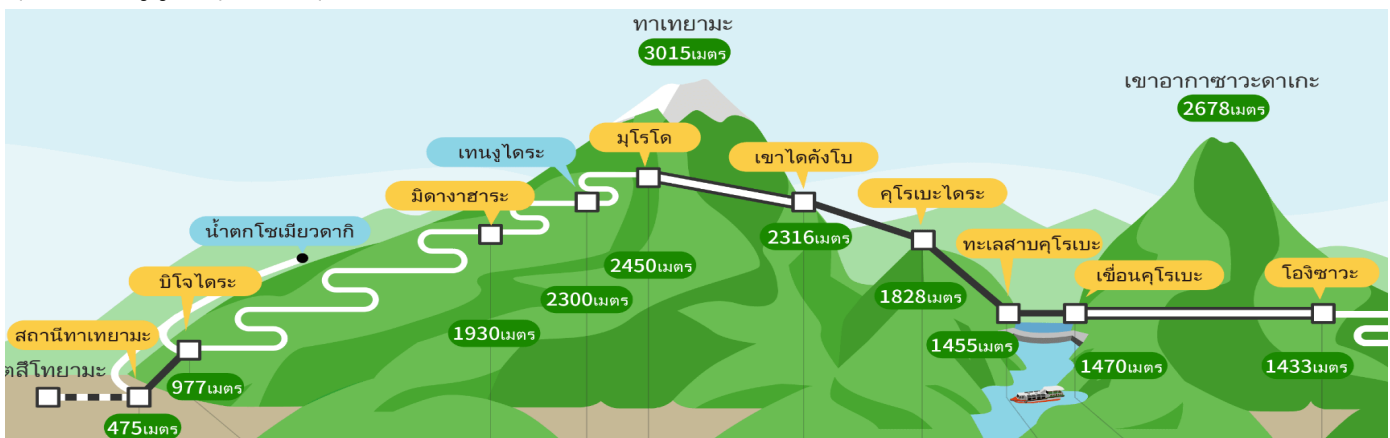 ทาเทยามะ
3015เมตร
เขาอากาซาวะดาเกะ
2678เมตร
มุโรโด
เทนงูไดระ
เขาไดคังโบ
คุโรเบะไดระ
มิดางาฮาระ
น้ำตกโชเมียวดากิ
ทะเลสาบคุโรเบะ
2316เมตร
2450เมตร
บิโจไดระ
เขื่อนคุโรเบะ
โองิซาวะ
2300เมตร
1828เมตร
สถานีทาเทยามะ
1930เมตร
1455เมตร
ตสึโทยามะ
977เมตร
1470เมตร
1433เมตร
475เมตร